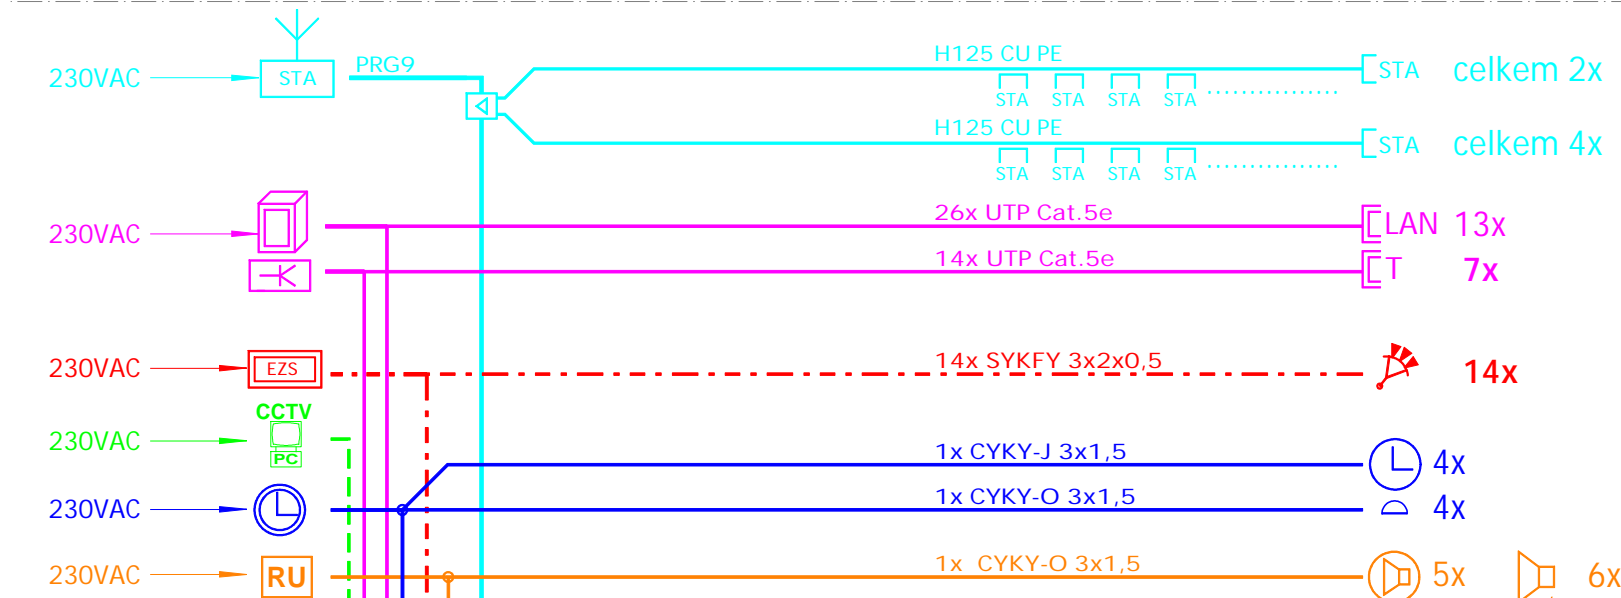 230VAC STA PRG9 H125 CU PE STA celkem 2x
STA STA STA STA
H125 CU PE STA celkem 4x
STA STA STA STA
230VAC 26x UTP Cat.5e LAN 13x
14x UTP Cat.5e T 7x
230VAC EZS 14x SYKFY 3x2x0,5 14x
CCTV
230VAC
PC
1x CYKY-J 3x1,5 4x
230VAC 1x CYKY-O 3x1,5 4x
230VAC RU 1x CYKY-O 3x1,5 5x 6x